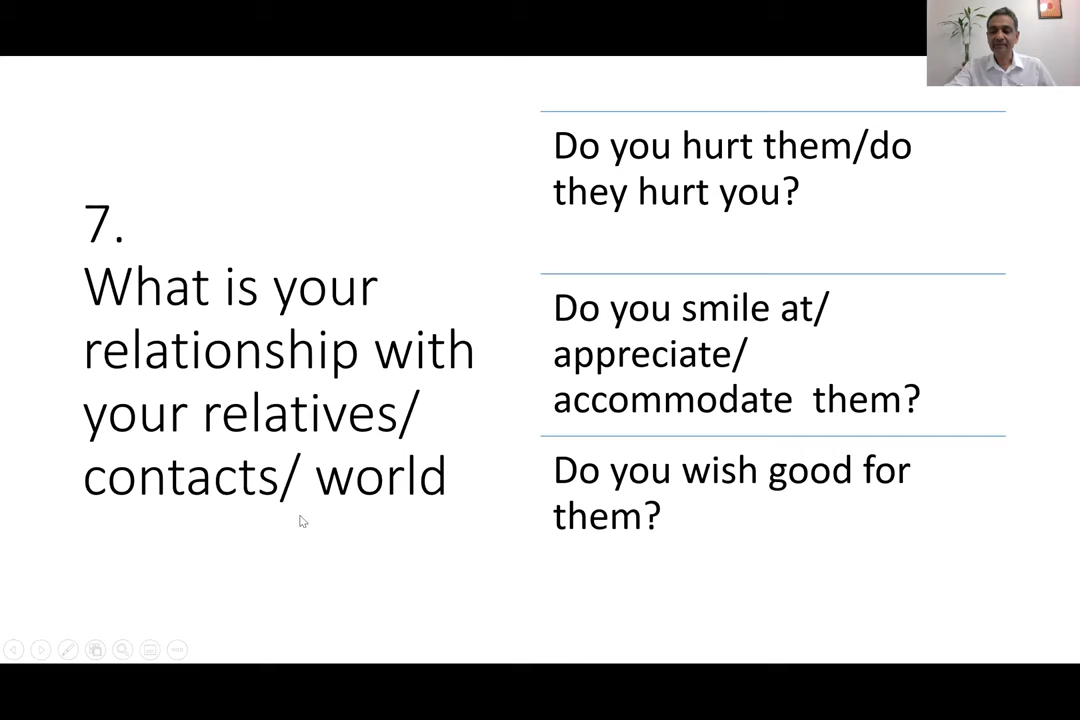 7.
What is your
relationship with
your relatives/
contacts/ world
Do you hurt them/do
they hurt you?
Do you smile at/
appreciate/
accommodate  them?
Do you wish good for
them?